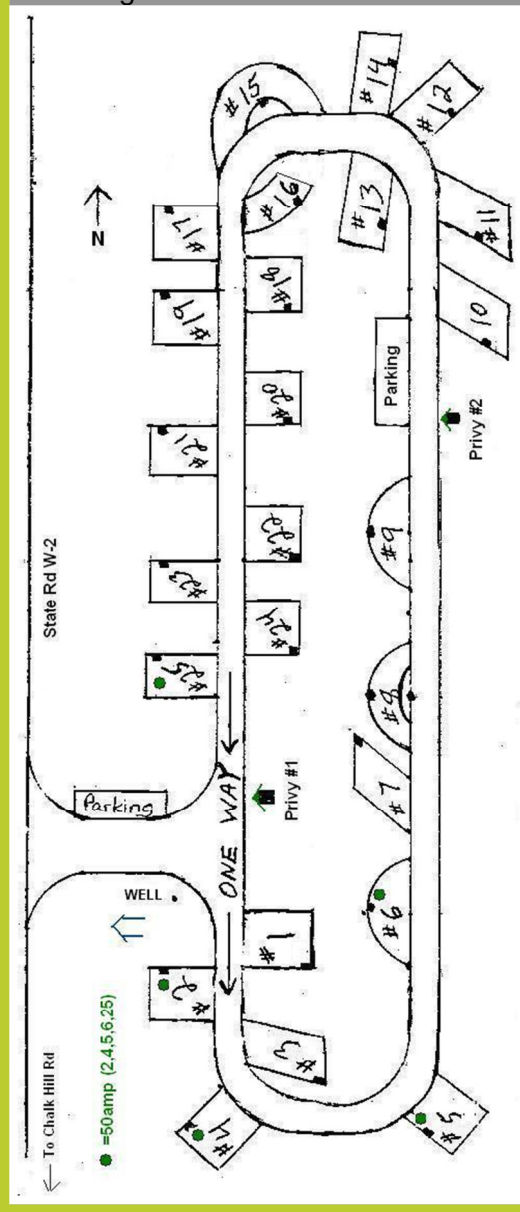 State Rd W-2
← To Chalk Hill Rd
N
=50amp (2,4,5,6,25)
WELL
Parking
ONE WAY
ONE WAY
Privy #1
Privy #2
Parking
#1
#2
#3
#4
#5
#6
#7
#8
#9
10
#11
#12
#13
#14
#15
#16
#17
#18
#19
#20
#21
#22
#23
#24
#25